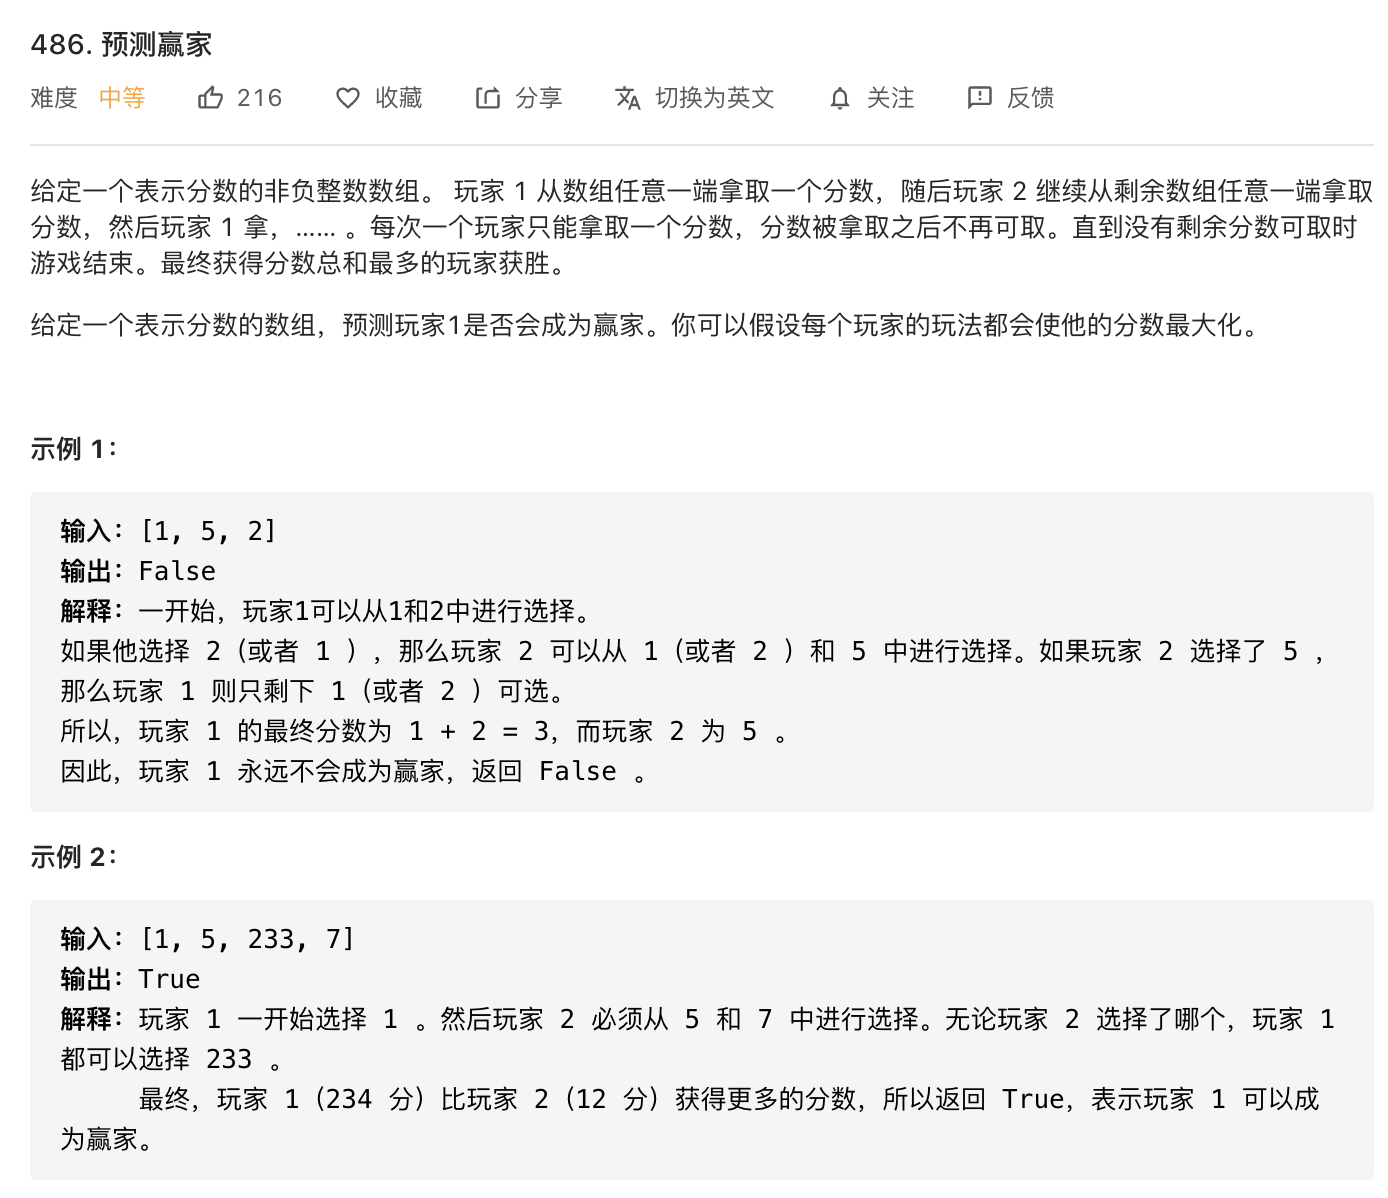 486. 预测赢家
难度 中等 216 收藏 分享 切换为英文 关注 反馈
给定一个表示分数的非负整数数组。 玩家 1 从数组任意一端拿取一个分数，随后玩家 2 继续从剩余数组任意一端拿取
分数，然后玩家 1 拿，…… 。每次一个玩家只能拿取一个分数，分数被拿取之后不再可取。直到没有剩余分数可取时
游戏结束。最终获得分数总和最多的玩家获胜。
给定一个表示分数的数组，预测玩家1是否会成为赢家。你可以假设每个玩家的玩法都会使他的分数最大化。
示例 1：
输入：[1, 5, 2]
输出：False
解释：一开始，玩家1可以从1和2中进行选择。
如果他选择 2（或者 1 ），那么玩家 2 可以从 1（或者 2 ）和 5 中进行选择。如果玩家 2 选择了 5 ，
那么玩家 1 则只剩下 1（或者 2 ）可选。
所以，玩家 1 的最终分数为 1 + 2 = 3，而玩家 2 为 5 。
因此，玩家 1 永远不会成为赢家，返回 False 。
示例 2：
输入：[1, 5, 233, 7]
输出：True
解释：玩家 1 一开始选择 1 。然后玩家 2 必须从 5 和 7 中进行选择。无论玩家 2 选择了哪个，玩家 1
都可以选择 233 。
最终，玩家 1（234 分）比玩家 2（12 分）获得更多的分数，所以返回 True，表示玩家 1 可以成
为赢家。